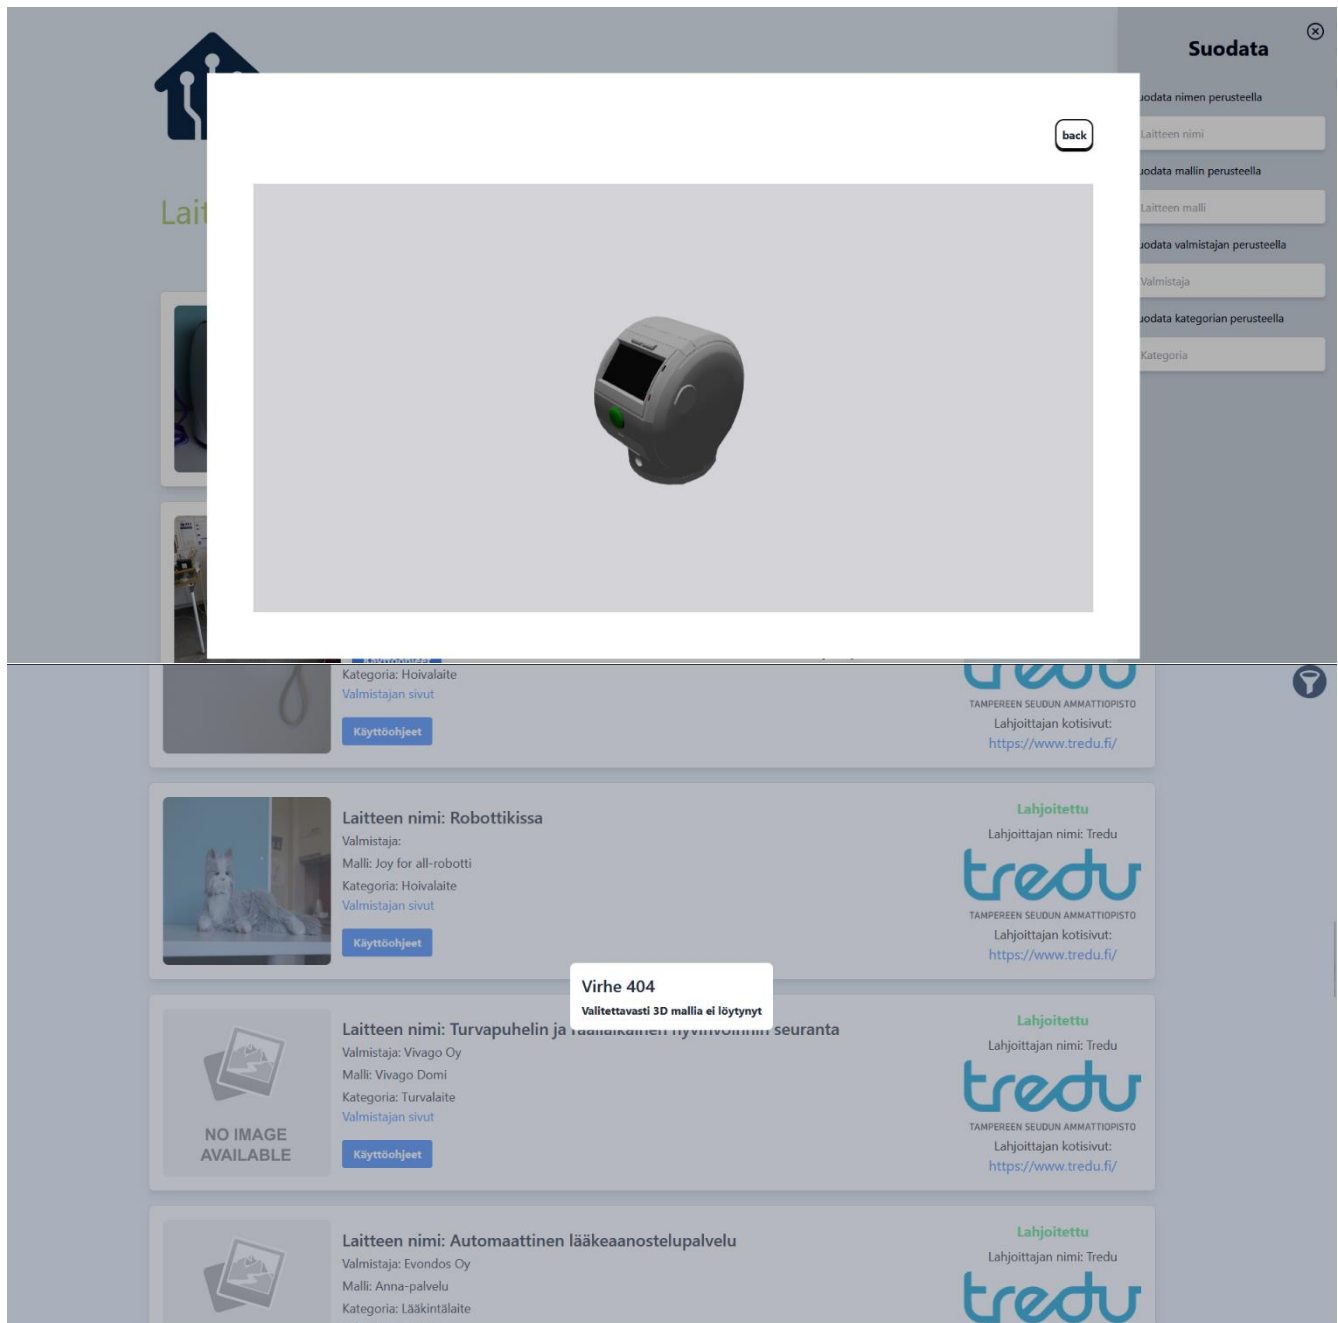 Suodata
uodata nimen perusteella
Laitteen nimi
back
uodata mallin perusteella
Laitteen malli
Lait
uodata valmistajan perusteella
Valmistaja
uodata kategorian perusteella
Kategoria
Käyttöohjeet
Kategoria: Hoivalaite
Valmistajan sivut
Käyttöohjeet
tredu
TAMPEREEN SEUDUN AMMATTIOPISTO
Lahjoittajan kotisivut:
https://www.tredu.fi/
Laitteen nimi: Robottikissa
Valmistaja:
Malli: Joy for all-robotti
Kategoria: Hoivalaite
Valmistajan sivut
Käyttöohjeet
Lahjoitettu
Lahjoittajan nimi: Tredu
tredu
TAMPEREEN SEUDUN AMMATTIOPISTO
Lahjoittajan kotisivut:
https://www.tredu.fi/
Virhe 404
Valitettavasti 3D mallia ei löytynyt
NO IMAGE
AVAILABLE
Laitteen nimi: Turvapuhelin ja reaaliaikainen hyvinvoinnin seuranta
Valmistaja: Vivago Oy
Malli: Vivago Domi
Kategoria: Turvalaite
Valmistajan sivut
Käyttöohjeet
Lahjoitettu
Lahjoittajan nimi: Tredu
tredu
TAMPEREEN SEUDUN AMMATTIOPISTO
Lahjoittajan kotisivut:
https://www.tredu.fi/
Laitteen nimi: Automaattinen lääkeaanostelupalvelu
Valmistaja: Evondos Oy
Malli: Anna-palvelu
Kategoria: Lääkintälaite
Lahjoitettu
Lahjoittajan nimi: Tredu
tredu